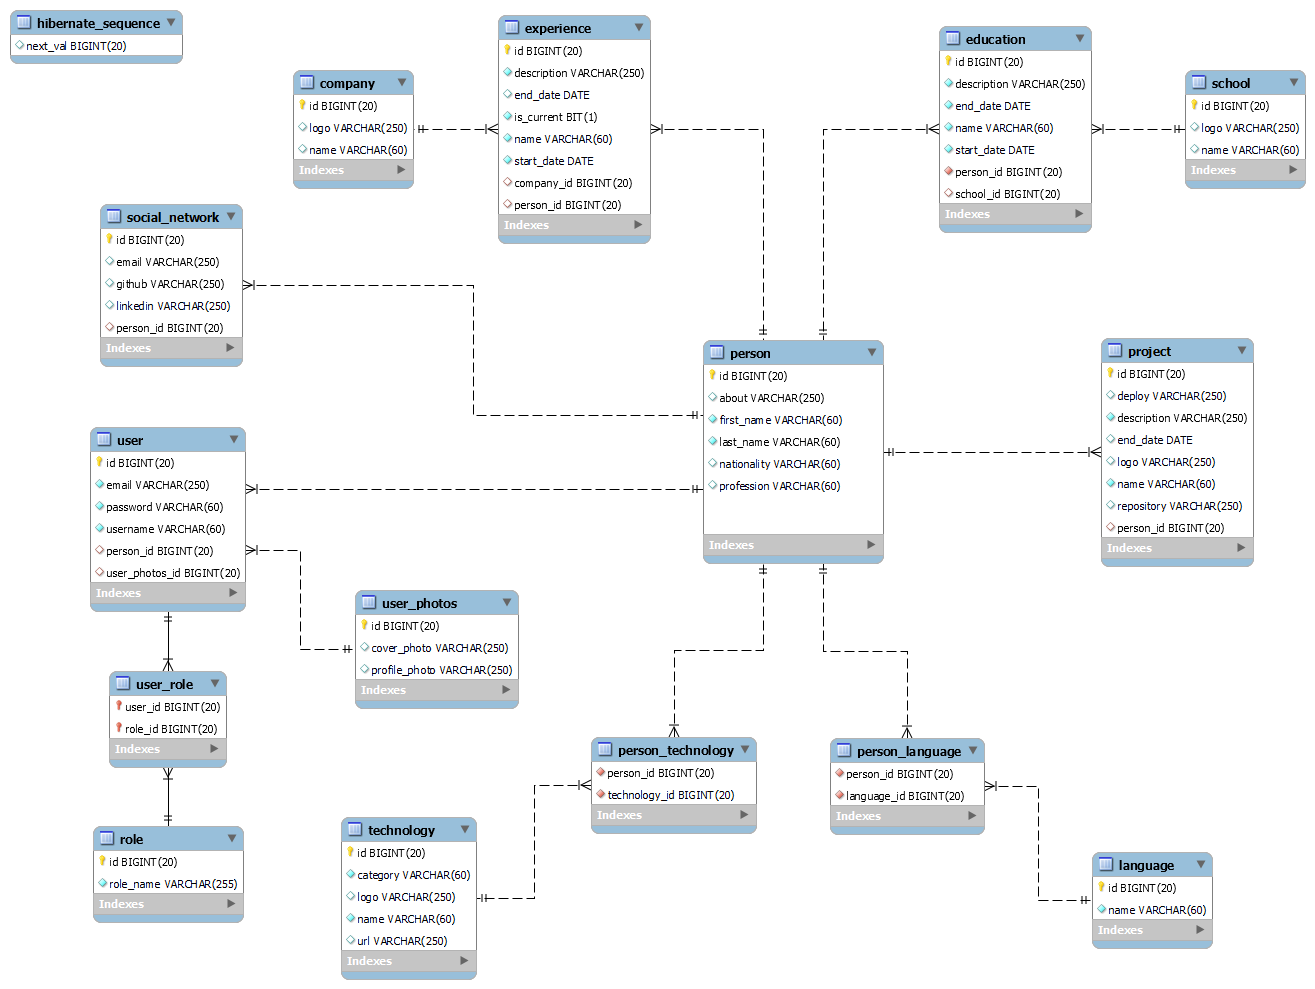 hibernate_sequence
next_val BIGINT(20)
company
id BIGINT(20)
logo VARCHAR(250)
name VARCHAR(60)
Indexes
experience
id BIGINT(20)
description VARCHAR(250)
end_date DATE
is_current BIT(1)
name VARCHAR(60)
start_date DATE
company_id BIGINT(20)
person_id BIGINT(20)
Indexes
education
id BIGINT(20)
description VARCHAR(250)
end_date DATE
name VARCHAR(60)
start_date DATE
person_id BIGINT(20)
school_id BIGINT(20)
Indexes
school
id BIGINT(20)
logo VARCHAR(250)
name VARCHAR(60)
Indexes
social_network
id BIGINT(20)
email VARCHAR(250)
github VARCHAR(250)
linkedin VARCHAR(250)
person_id BIGINT(20)
Indexes
person
id BIGINT(20)
about VARCHAR(250)
first_name VARCHAR(60)
last_name VARCHAR(60)
nationality VARCHAR(60)
profession VARCHAR(60)
Indexes
project
id BIGINT(20)
deploy VARCHAR(250)
description VARCHAR(250)
end_date DATE
logo VARCHAR(250)
name VARCHAR(60)
repository VARCHAR(250)
person_id BIGINT(20)
Indexes
user
id BIGINT(20)
email VARCHAR(250)
password VARCHAR(60)
username VARCHAR(60)
person_id BIGINT(20)
user_photos_id BIGINT(20)
Indexes
user_photos
id BIGINT(20)
cover_photo VARCHAR(250)
profile_photo VARCHAR(250)
Indexes
user_role
user_id BIGINT(20)
role_id BIGINT(20)
Indexes
person_technology
person_id BIGINT(20)
technology_id BIGINT(20)
Indexes
person_language
person_id BIGINT(20)
language_id BIGINT(20)
Indexes
role
id BIGINT(20)
role_name VARCHAR(255)
Indexes
technology
id BIGINT(20)
category VARCHAR(60)
logo VARCHAR(250)
name VARCHAR(60)
url VARCHAR(250)
Indexes
language
id BIGINT(20)
name VARCHAR(60)
Indexes